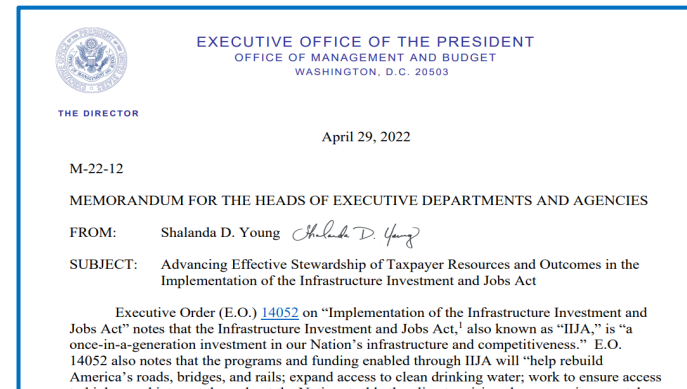 EXECUTIVE OFFICE OF THE PRESIDENT
OFFICE OF MANAGEMENT AND BUDGET
WASHINGTON, D.C. 20503
THE DIRECTOR
April 29, 2022
M-22-12
MEMORANDUM FOR THE HEADS OF EXECUTIVE DEPARTMENTS AND AGENCIES
FROM: Shalanda D. Young Shalanda D. Young
SUBJECT: Advancing Effective Stewardship of Taxpayer Resources and Outcomes in the
Implementation of the Infrastructure Investment and Jobs Act
Executive Order (E.O.) 14052 on “Implementation of the Infrastructure Investment and
Jobs Act” notes that the Infrastructure Investment and Jobs Act,1 also known as “IIJA,” is “a
once-in-a-generation investment in our Nation’s infrastructure and competitiveness.” E.O.
14052 also notes that the programs and funding enabled through IIJA will “help rebuild
America’s roads, bridges, and rails; expand access to clean drinking water; work to ensure access